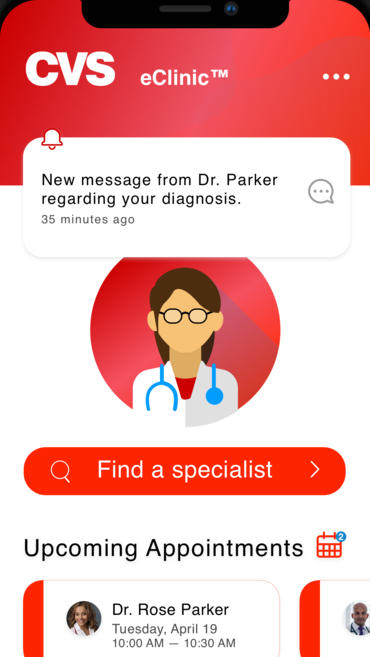 CVS eClinic™
New message from Dr. Parker
regarding your diagnosis.
35 minutes ago
Find a specialist
Upcoming Appointments 2
Dr. Rose Parker
Tuesday, April 19
10:00 AM — 10:30 AM